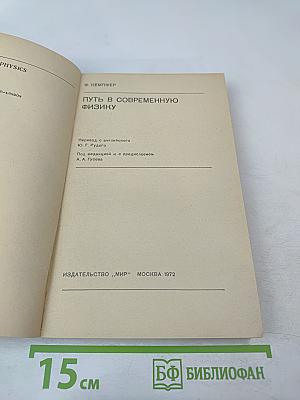 PHYSICS
Ф. КЕМПФЕР
ПУТЬ В СОВРЕМЕННУЮ
ФИЗИКУ
Перевод с английского
Ю. Г. Рудого
Под редакцией и с предисловием
А. А. Гусева
ИЗДАТЕЛЬСТВО „МИР“ МОСКВА 1972
15 см
БФ БИБЛИОФАН